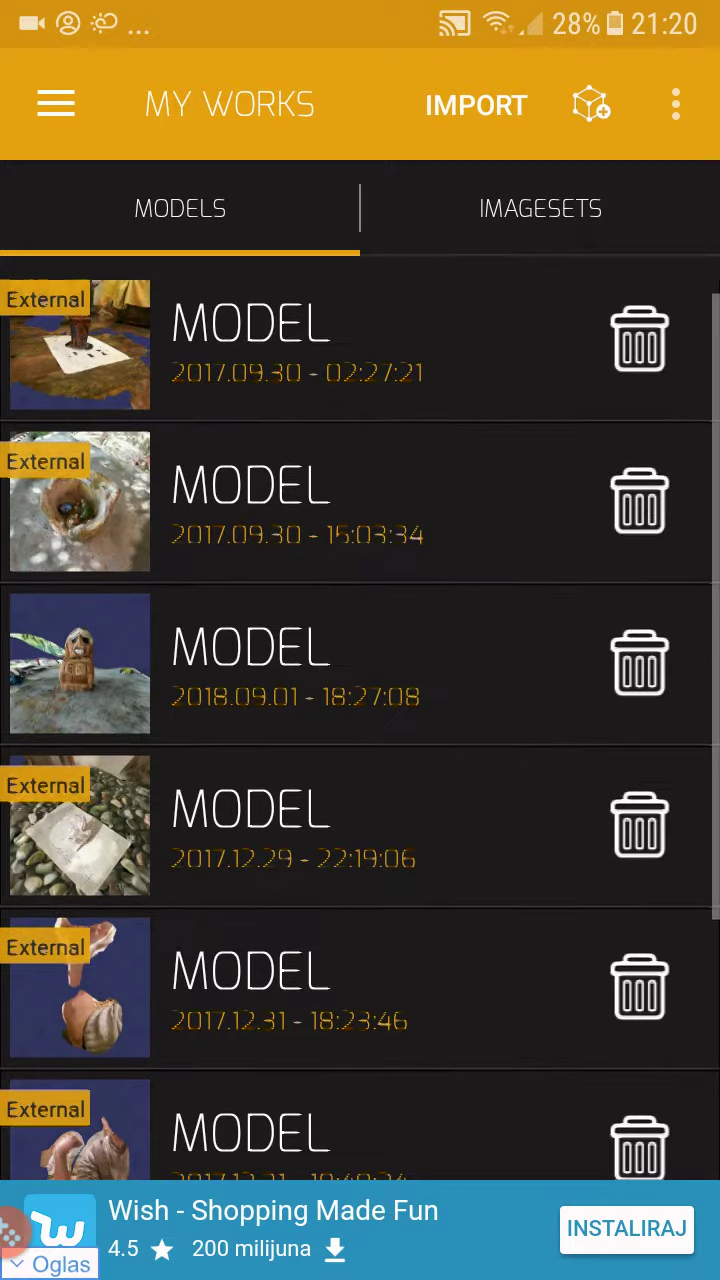 ... 28% 21:20
MY WORKS IMPORT
MODELS IMAGESETS
External
MODEL
2017.09.30 - 02:27:21
External
MODEL
2017.09.30 - 15:03:34
MODEL
2018.09.01 - 18:27:08
External
MODEL
2017.12.29 - 22:19:06
External
MODEL
2017.12.31 - 18:23:46
External
MODEL
Wish - Shopping Made Fun
4.5 200 milijuna
INSTALIRAJ
Oglas